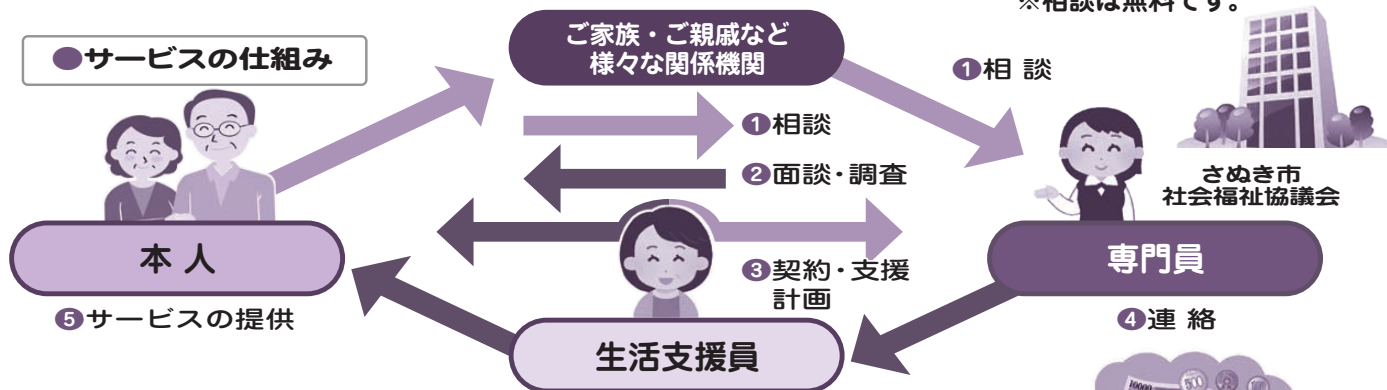 ※相談は無料です。
●サービスの仕組み
ご家族・ご親戚など
様々な関係機関
❶相 談
❶相談
❷面談・調査
さぬき市
社会福祉協議会
本 人
❸契約・支援
計画
専門員
❺サービスの提供
❹連 絡
生活支援員
10000
500